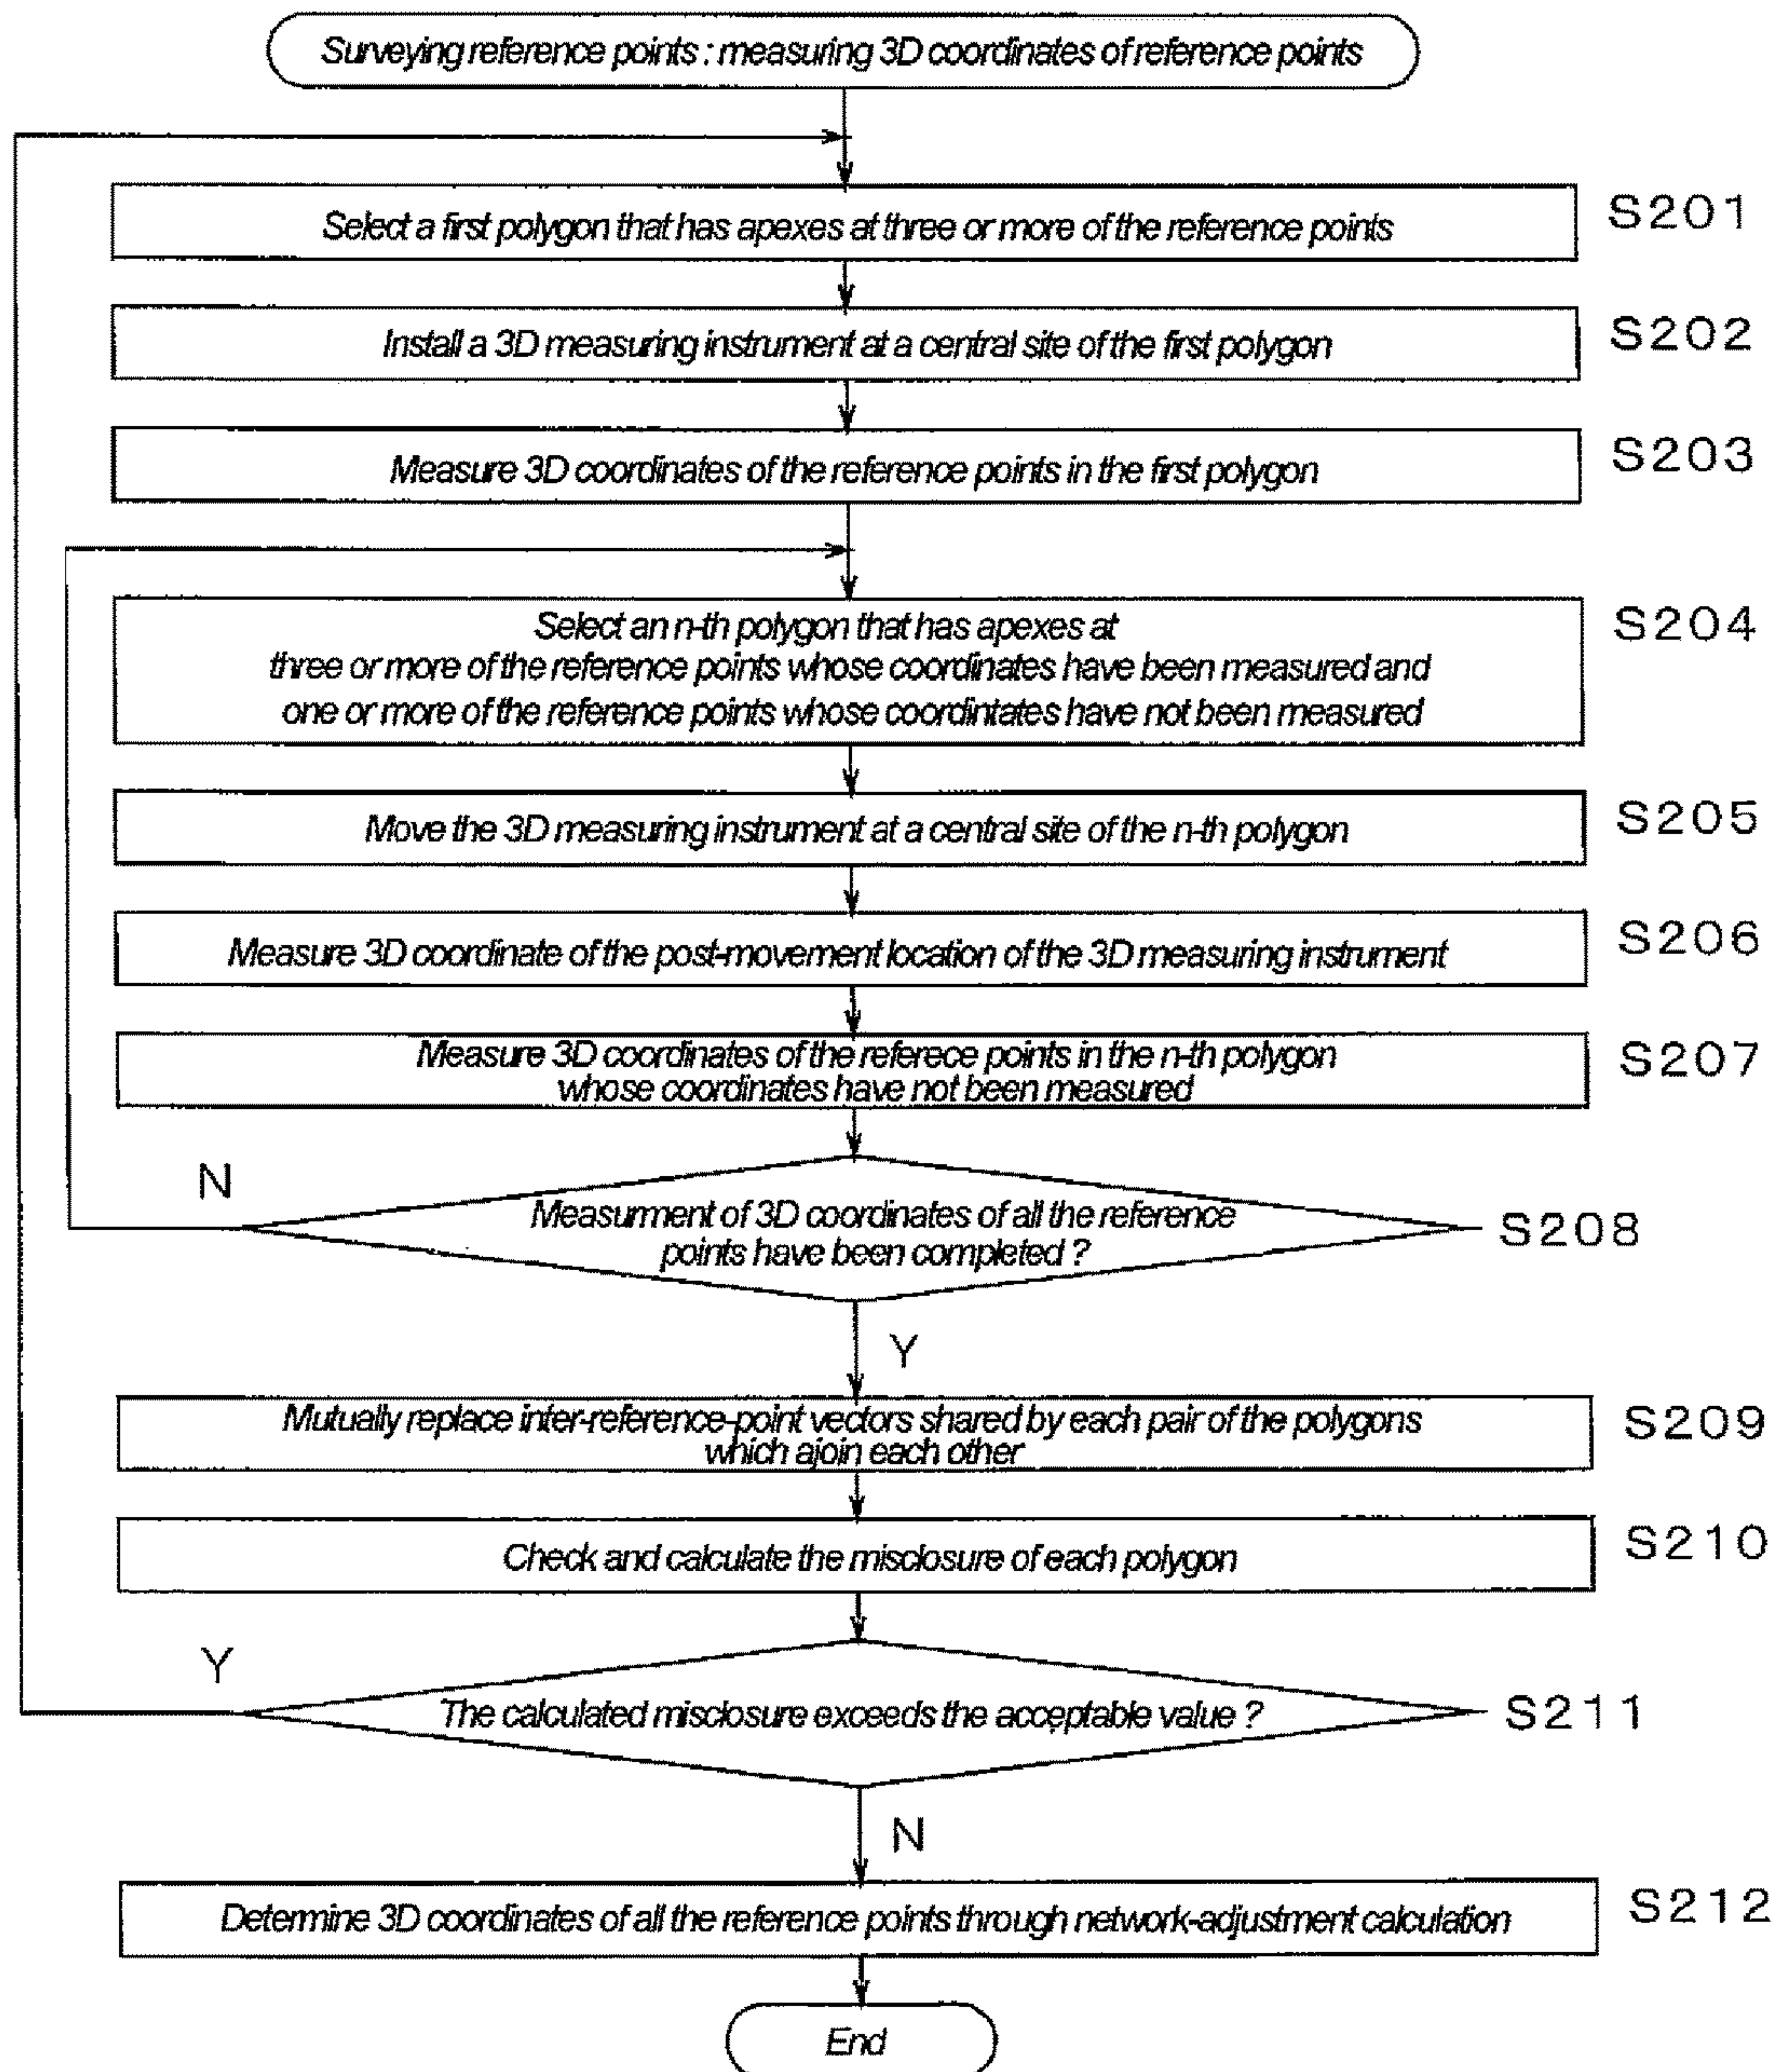 Surveying reference points : measuring 3D coordinates of reference points
Select a first polygon that has apexes at three or more of the reference points
S201
Install a 3D measuring instrument at a central site of the first polygon
S202
Measure 3D coordinates of the reference points in the first polygon
S203
Select an n-th polygon that has apexes at
three or more of the reference points whose coordinates have been measured and
one or more of the reference points whose coordintates have not been measured
S204
Move the 3D measuring instrument at a central site of the n-th polygon
S205
Measure 3D coordinate of the post-movement location of the 3D measuring instrument
S206
Measure 3D coordinates of the referece points in the n-th polygon
whose coordinates have not been measured
S207
N
Measurment of 3D coordinates of all the reference
points have been completed ?
S208
Y
Mutually replace inter-reference-point vectors shared by each pair of the polygons
which ajoin each other
S209
Check and calculate the misclosure of each polygon
S210
Y
The calculated misclosure exceeds the acceptable value ?
S211
N
Determine 3D coordinates of all the reference points through network-adjustment calculation
S212
End